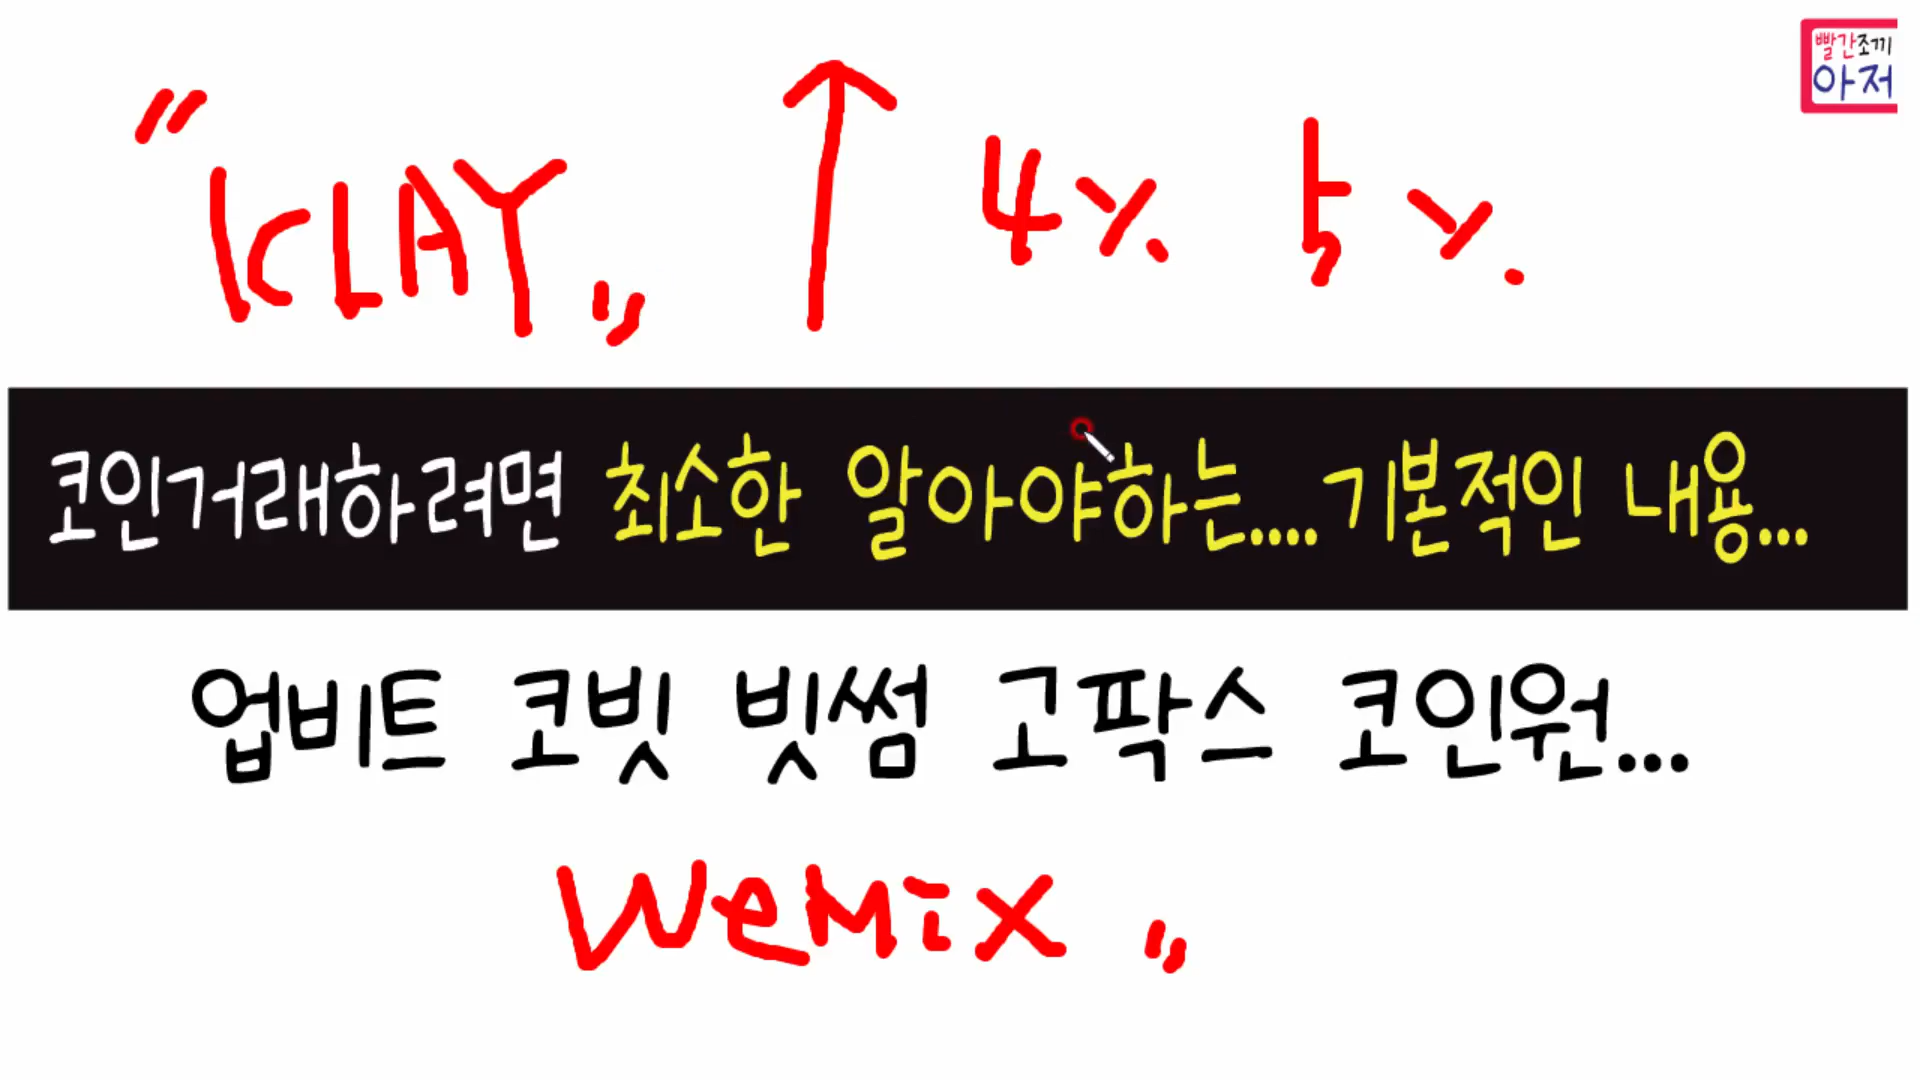 빨간조끼
아저
"KLAY" ↑ 4% 5%
코인거래하려면 최소한 알아야하는....기본적인 내용...
업비트 코빗 빗썸 고팍스 코인원...
WeMiX "